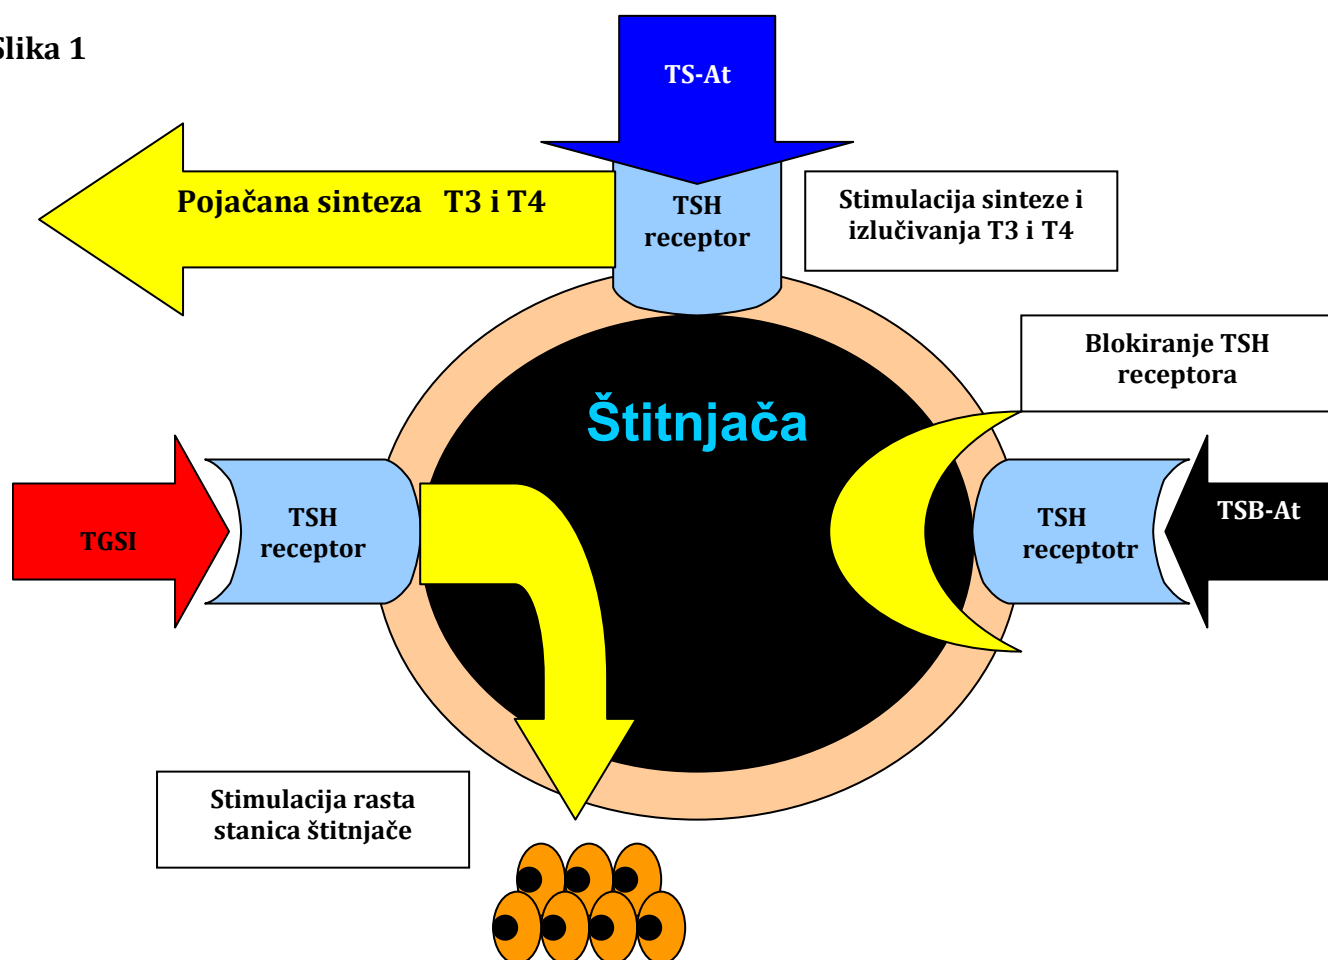 Slika 1
TS-At
Pojačana sinteza T3 i T4
TSH
receptor
Stimulacija sinteze i
izlučivanja T3 i T4
Blokiranje TSH
receptora
Štitnjača
TGSI
TSH
receptor
TSH
receptotr
TSB-At
Stimulacija rasta
stanica štitnjače